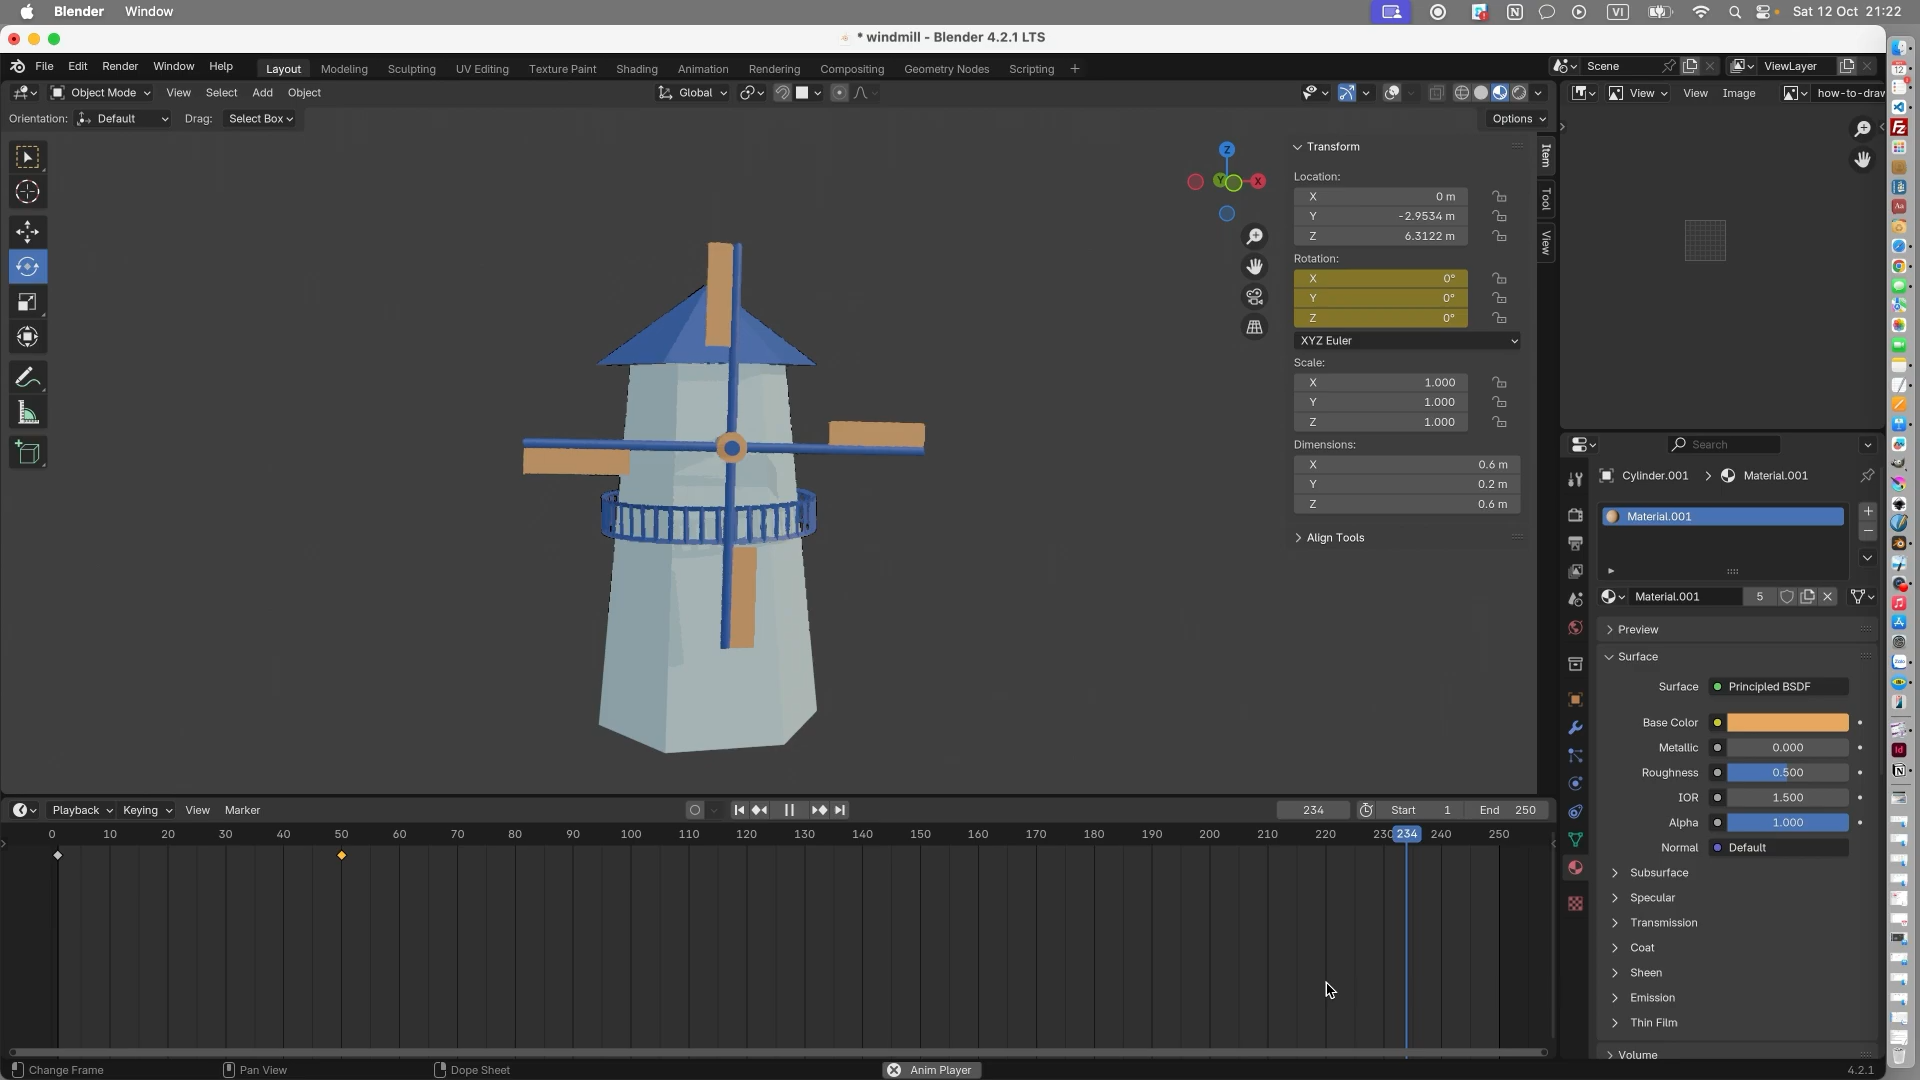 Blender Window VI Sat 12 Oct 21:22
* windmill - Blender 4.2.1 LTS
File Edit Render Window Help Layout Modeling Sculpting UV Editing Texture Paint Shading Animation Rendering Compositing Geometry Nodes Scripting + Scene ViewLayer
Object Mode View Select Add Object Global View View Image how-to-draw
Orientation: Default Drag: Select Box Options
Transform
Item
Tool
View
Location:
X 0 m
Y -2.9534 m
Z 6.3122 m
Rotation:
X 0°
Y 0°
Z 0°
XYZ Euler
Scale:
X 1.000
Y 1.000
Z 1.000
Dimensions:
X 0.6 m
Y 0.2 m
Z 0.6 m
Align Tools
Z
Y
X
Search
Cylinder.001 > Material.001
Material.001
Material.001 5
Preview
Surface
Surface Principled BSDF
Base Color
Metallic 0.000
Roughness 0.500
IOR 1.500
Alpha 1.000
Normal Default
Subsurface
Specular
Transmission
Coat
Sheen
Emission
Thin Film
Volume
Playback Keying View Marker 234 Start 1 End 250
0 10 20 30 40 50 60 70 80 90 100 110 120 130 140 150 160 170 180 190 200 210 220 230 234 240 250
Change Frame Pan View Dope Sheet Anim Player 4.2.1